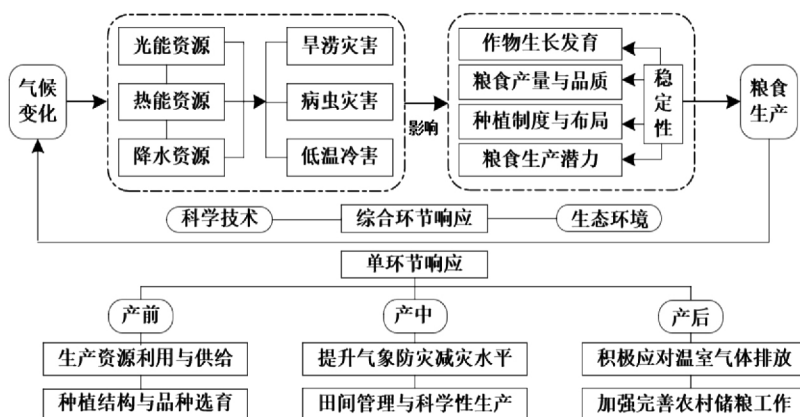 气候
变化
光能资源
热能资源
降水资源
旱涝灾害
病虫灾害
低温冷害
影响
作物生长发育
粮食产量与品质
种植制度与布局
粮食生产潜力
稳定性
粮食
生产
科学技术
综合环节响应
生态环境
单环节响应
产前
产中
产后
生产资源利用与供给
提升气象防灾减灾水平
积极应对温室气体排放
种植结构与品种选育
田间管理与科学性生产
加强完善农村储粮工作